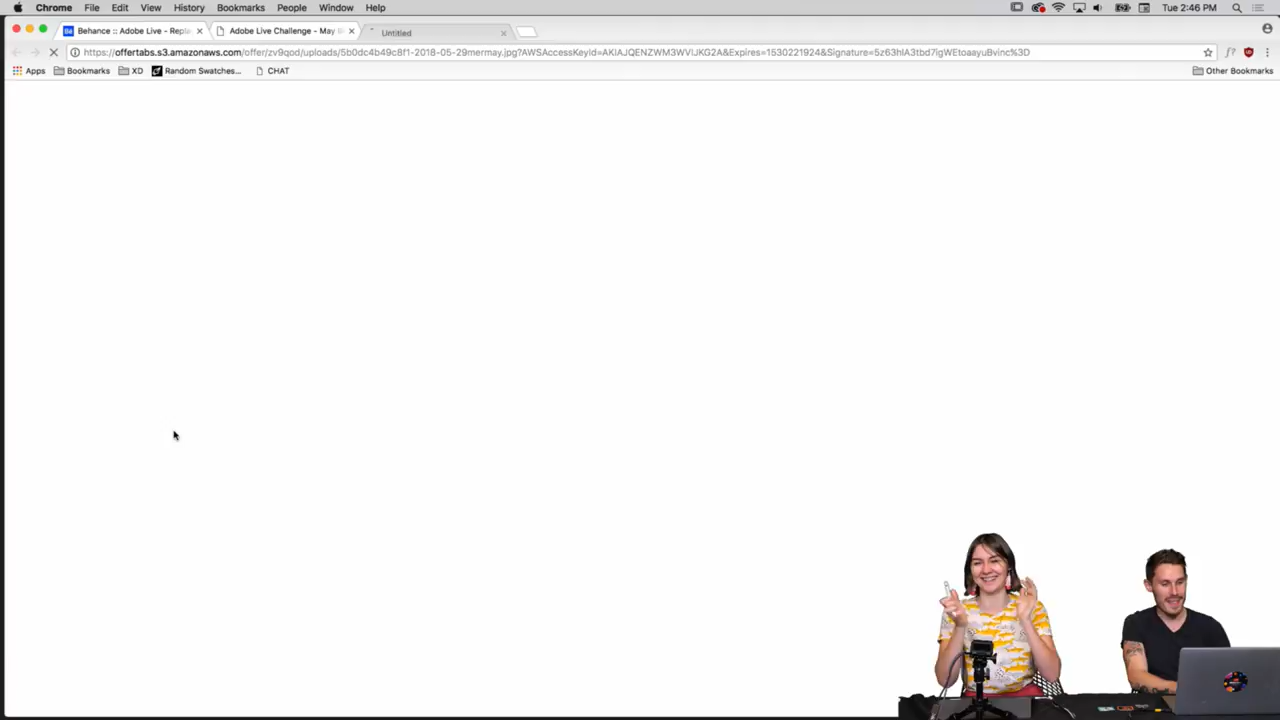 Chrome File Edit View History Bookmarks People Window Help Tue 2:46 PM
Behance :: Adobe Live - Repla Adobe Live Challenge - May Untitled
https://offertabs.s3.amazonaws.com/offer/zv9qod/uploads/5b0dc4b49c8f1-2018-05-29mermay.jpg?AWSAccessKeyId=AKIAJQENZWM3WVIJKG2A&Expires=1530221924&Signature=5z63hIA3tbd7igWEtoaayuBvinc%3D
Apps Bookmarks XD Random Swatches... CHAT Other Bookmarks